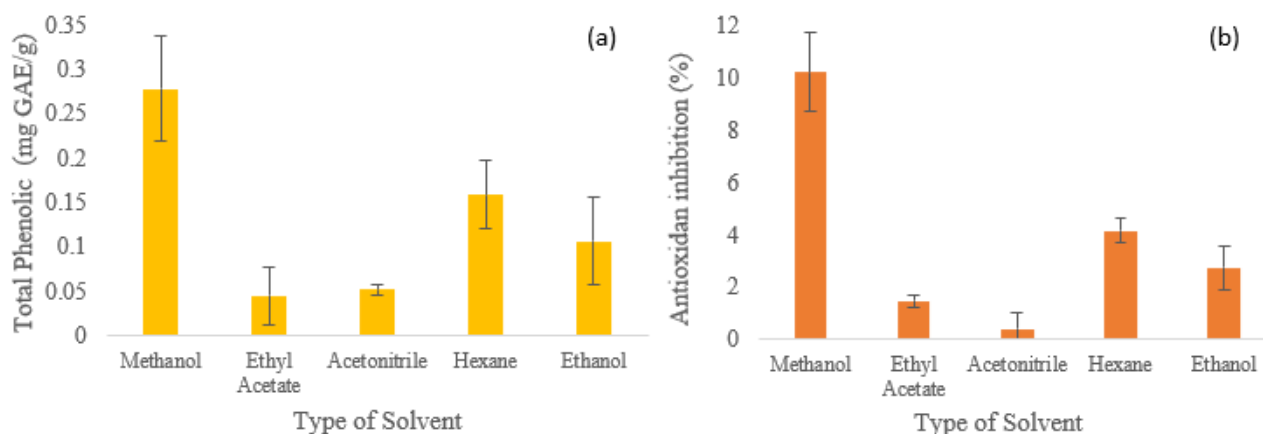 Total Phenolic (mg GAE/g)
0.35
0.3
0.25
0.2
0.15
0.1
0.05
0
(a)
Methanol
Ethyl
Acetate
Acetonitrile
Hexane
Ethanol
Type of Solvent
Antioxidan inhibition (%)
12
10
8
6
4
2
0
(b)
Methanol
Ethyl
Acetate
Acetonitrile
Hexane
Ethanol
Type of Solvent